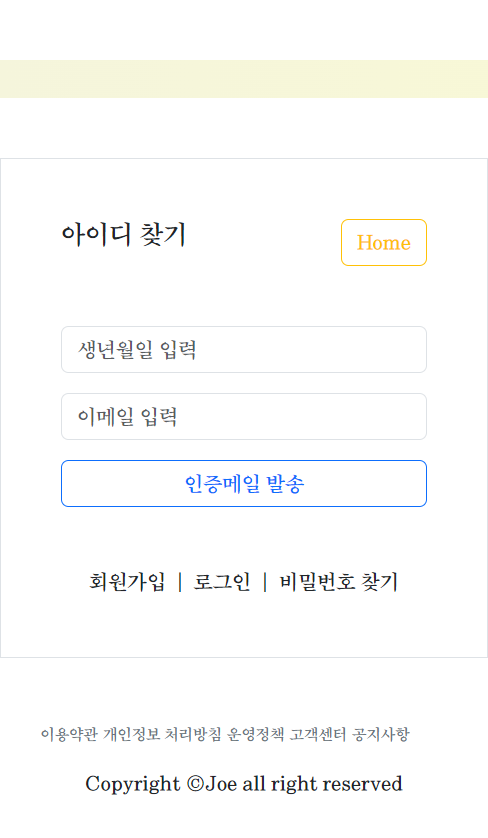 아이디 찾기
Home
생년월일 입력
이메일 입력
인증메일 발송
회원가입 | 로그인 | 비밀번호 찾기
이용약관 개인정보 처리방침 운영정책 고객센터 공지사항
Copyright ©Joe all right reserved